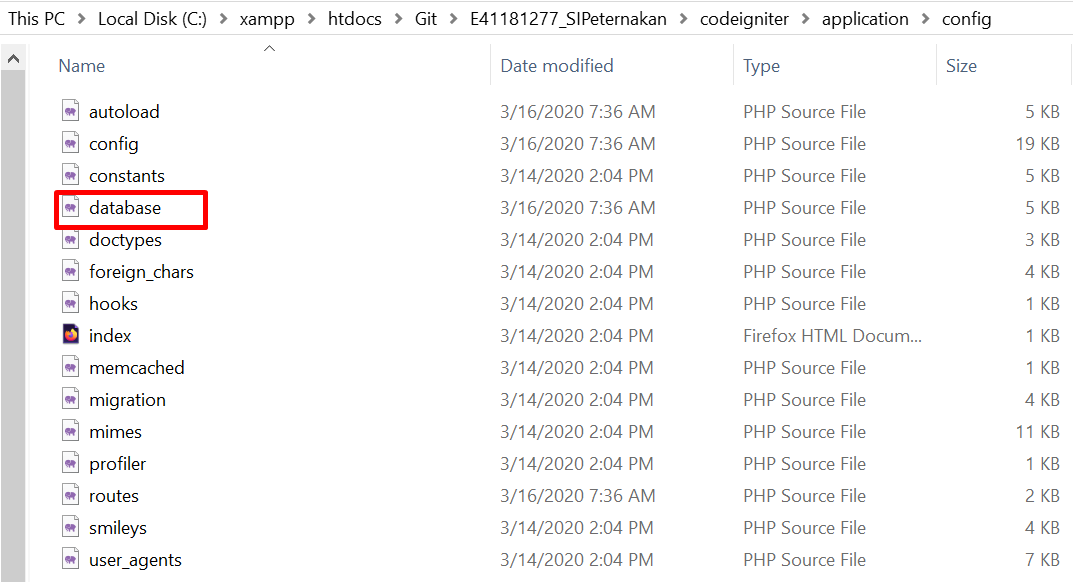 This PC > Local Disk (C:) > xampp > htdocs > Git > E41181277_SIPeternakan > codeigniter > application > config
Name Date modified Type Size
autoload 3/16/2020 7:36 AM PHP Source File 5 KB
config 3/16/2020 7:36 AM PHP Source File 19 KB
constants 3/14/2020 2:04 PM PHP Source File 5 KB
database 3/16/2020 7:36 AM PHP Source File 5 KB
doctypes 3/14/2020 2:04 PM PHP Source File 3 KB
foreign_chars 3/14/2020 2:04 PM PHP Source File 4 KB
hooks 3/14/2020 2:04 PM PHP Source File 1 KB
index 3/14/2020 2:04 PM Firefox HTML Docum... 1 KB
memcached 3/14/2020 2:04 PM PHP Source File 1 KB
migration 3/14/2020 2:04 PM PHP Source File 4 KB
mimes 3/14/2020 2:04 PM PHP Source File 11 KB
profiler 3/14/2020 2:04 PM PHP Source File 1 KB
routes 3/16/2020 7:36 AM PHP Source File 2 KB
smileys 3/14/2020 2:04 PM PHP Source File 4 KB
user_agents 3/14/2020 2:04 PM PHP Source File 7 KB